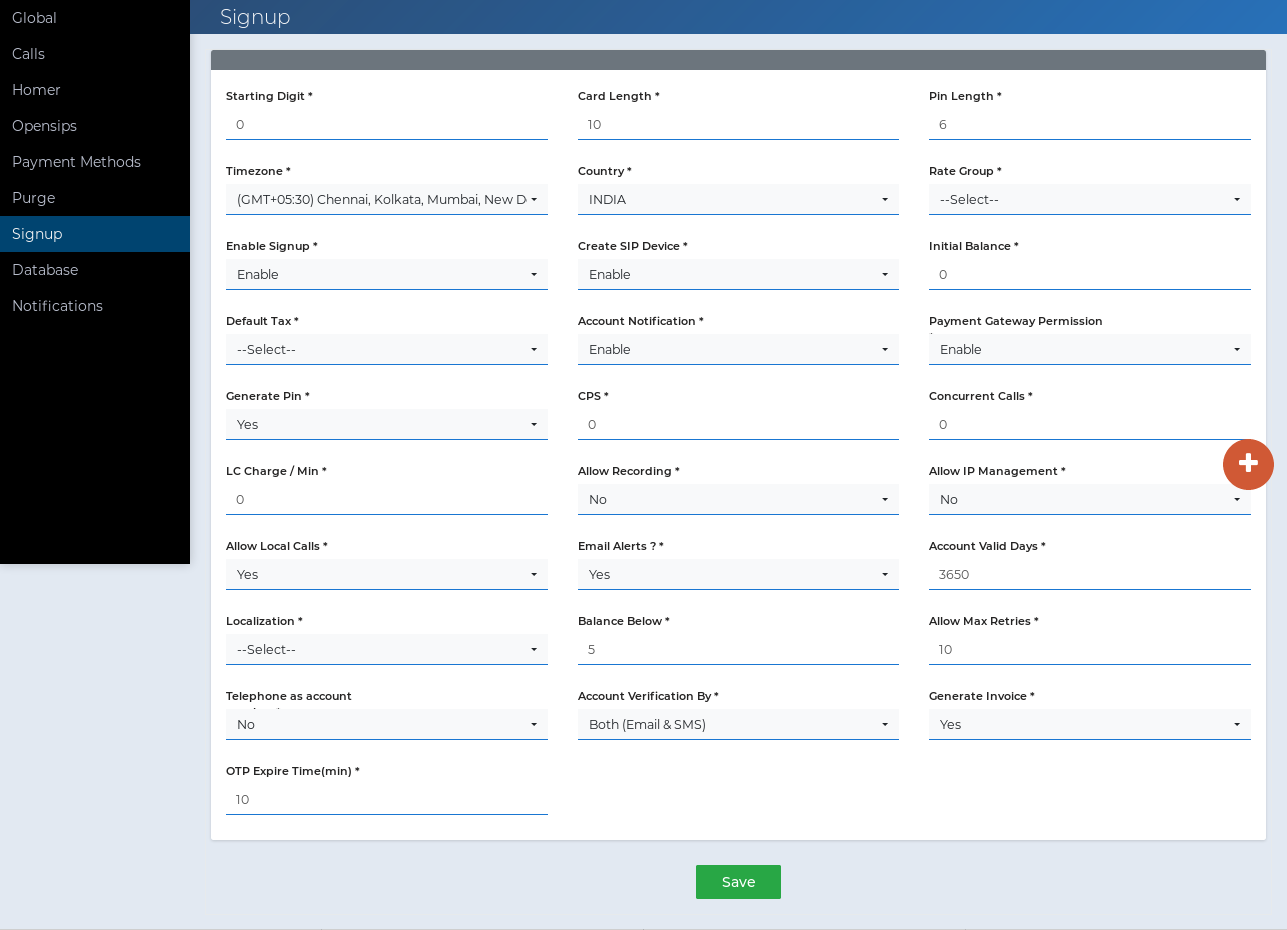 Global
Calls
Homer
Opensips
Payment Methods
Purge
Signup
Database
Notifications
Signup
Starting Digit *
0
Card Length *
10
Pin Length *
6
Timezone *
(GMT+05:30) Chennai, Kolkata, Mumbai, New D
Country *
INDIA
Rate Group *
--Select--
Enable Signup *
Enable
Create SIP Device *
Enable
Initial Balance *
0
Default Tax *
--Select--
Account Notification *
Enable
Payment Gateway Permission
Enable
Generate Pin *
Yes
CPS *
0
Concurrent Calls *
0
LC Charge / Min *
0
Allow Recording *
No
Allow IP Management *
No
Allow Local Calls *
Yes
Email Alerts ? *
Yes
Account Valid Days *
3650
Localization *
--Select--
Balance Below *
5
Allow Max Retries *
10
Telephone as account
No
Account Verification By *
Both (Email & SMS)
Generate Invoice *
Yes
OTP Expire Time(min) *
10
Save